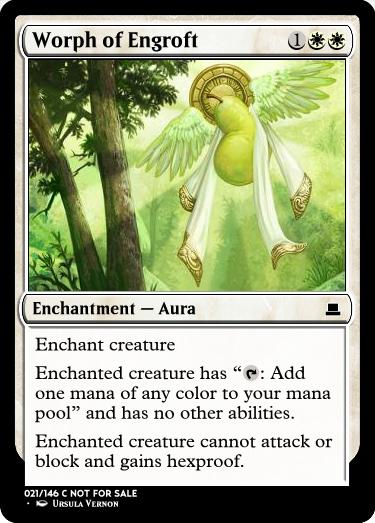 Worph of Engroft 1
Enchantment — Aura
Enchant creature
Enchanted creature has “: Add
one mana of any color to your mana
pool” and has no other abilities.
Enchanted creature cannot attack or
block and gains hexproof.
021/146 C NOT FOR SALE
· Ursula Vernon